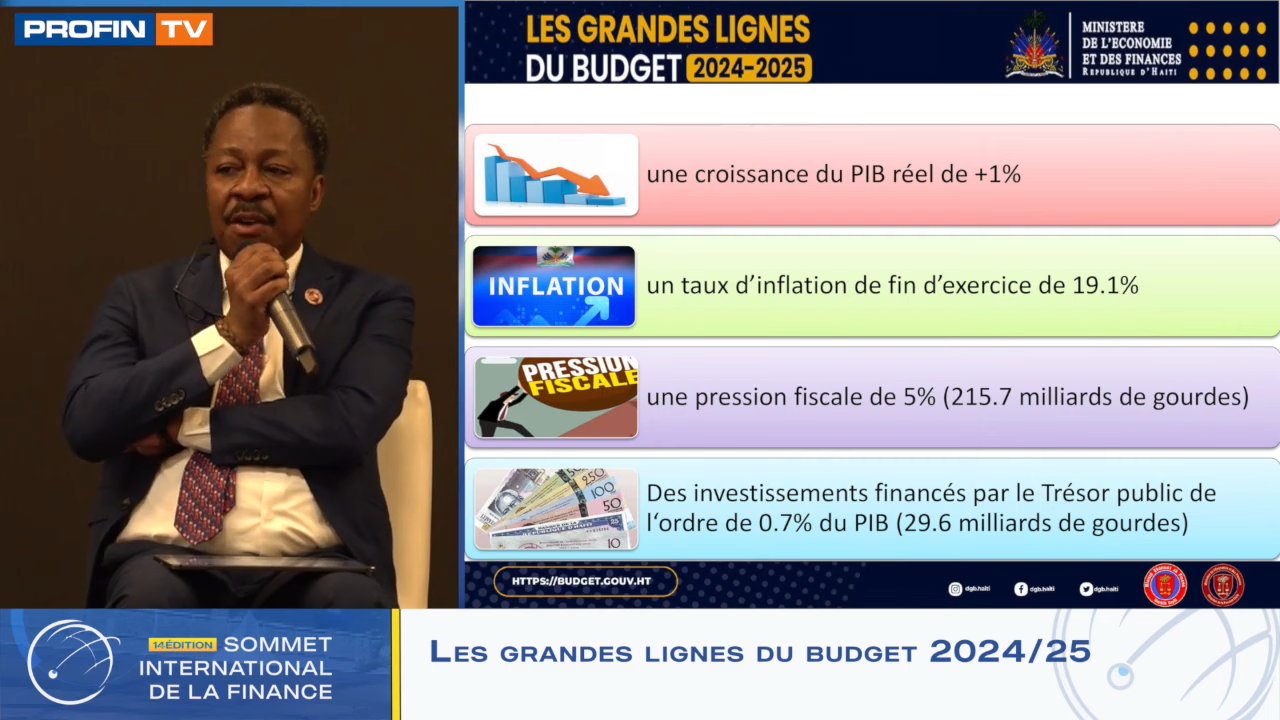 PROFIN TV
LES GRANDES LIGNES
DU BUDGET 2024-2025
MINISTERE
DE L'ECONOMIE
ET DES FINANCES
REPUBLIQUE D'HAITI
une croissance du PIB réel de +1%
INFLATION
un taux d'inflation de fin d'exercice de 19.1%
PRESSION
FISCALE
une pression fiscale de 5% (215.7 milliards de gourdes)
250
100
50
10
Des investissements financés par le Trésor public de
l'ordre de 0.7% du PIB (29.6 milliards de gourdes)
HTTPS://BUDGET.GOUV.HT
dgb.haiti
dgb.haiti
dgb.haiti
14 ÉDITION SOMMET
INTERNATIONAL
DE LA FINANCE
LES GRANDES LIGNES DU BUDGET 2024/25